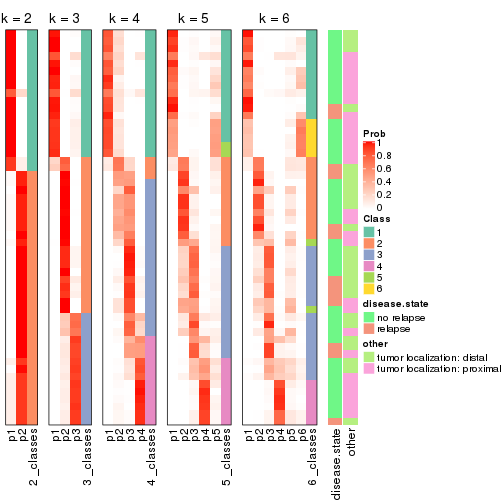 k = 2 k = 3 k = 4 k = 5 k = 6
Prob
1
0.8
0.6
0.4
0.2
0
Class
1
2
3
4
5
6
disease.state
no relapse
relapse
other
tumor localization: distal
tumor localization: proximal
p1 p2 2_classes p1 p2 p3 3_classes p1 p2 p3 p4 4_classes p1 p2 p3 p4 p5 5_classes p1 p2 p3 p4 p5 p6 6_classes disease.state other